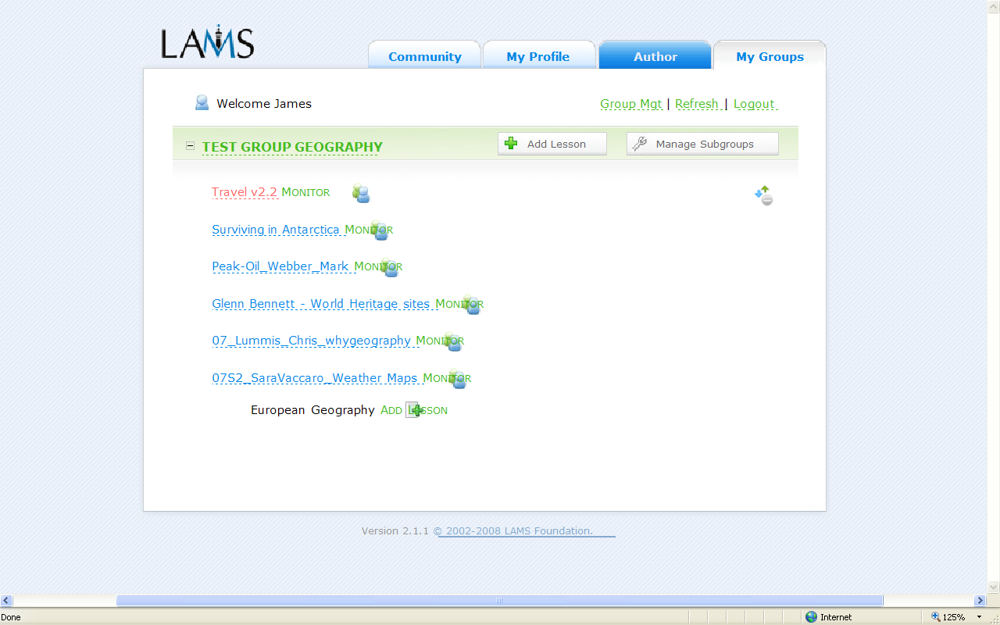 LAMS
Community
My Profile
Author
My Groups
Welcome James
Group Mgt | Refresh | Logout
TEST GROUP GEOGRAPHY
Add Lesson
Manage Subgroups
Travel v2.2 MONITOR
Surviving in Antarctica MONITOR
Peak-Oil_Webber_Mark MONITOR
Glenn Bennett - World Heritage sites MONITOR
07_Lummis_Chris_whygeography MONITOR
07S2_SaraVaccaro_Weather Maps MONITOR
European Geography ADD LESSON
Version 2.1.1 © 2002-2008 LAMS Foundation.
Done
Internet
125%